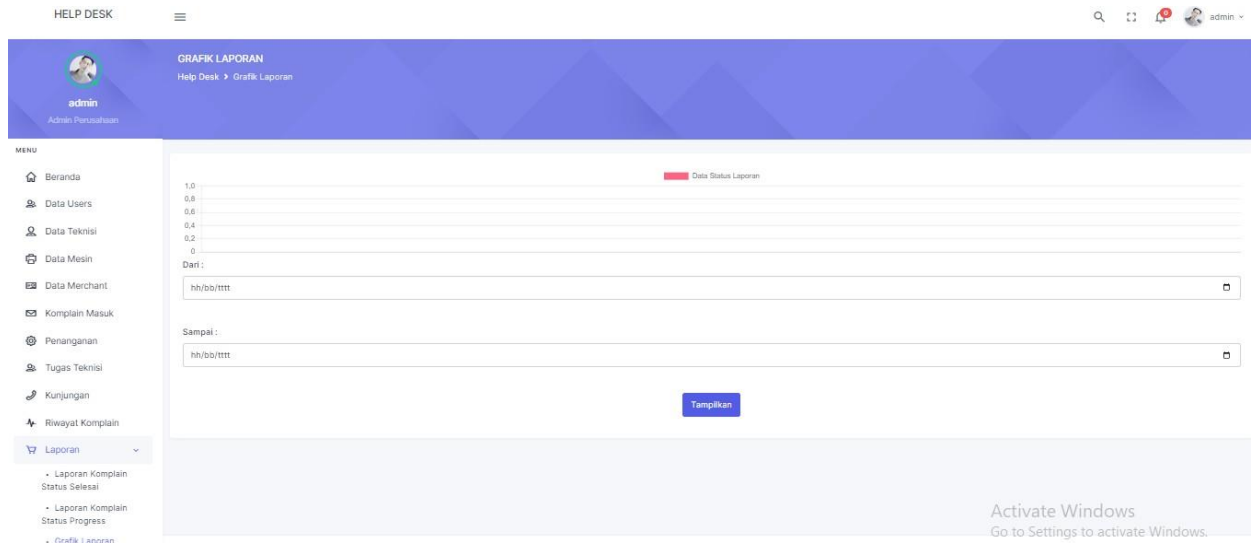 HELP DESK
0
admin
GRAFIK LAPORAN
Help Desk > Grafik Laporan
admin
Admin Perusahaan
MENU
Beranda
Data Users
Data Teknisi
Data Mesin
Data Merchant
Komplain Masuk
Penanganan
Tugas Teknisi
Kunjungan
Riwayat Komplain
Laporan
• Laporan Komplain
Status Selesai
• Laporan Komplain
Status Progress
• Grafik Laporan
Data Status Laporan
1,0
0,8
0,6
0,4
0,2
0
Dari :
hh/bb/tttt
Sampai :
hh/bb/tttt
Tampilkan
Activate Windows
Go to Settings to activate Windows.